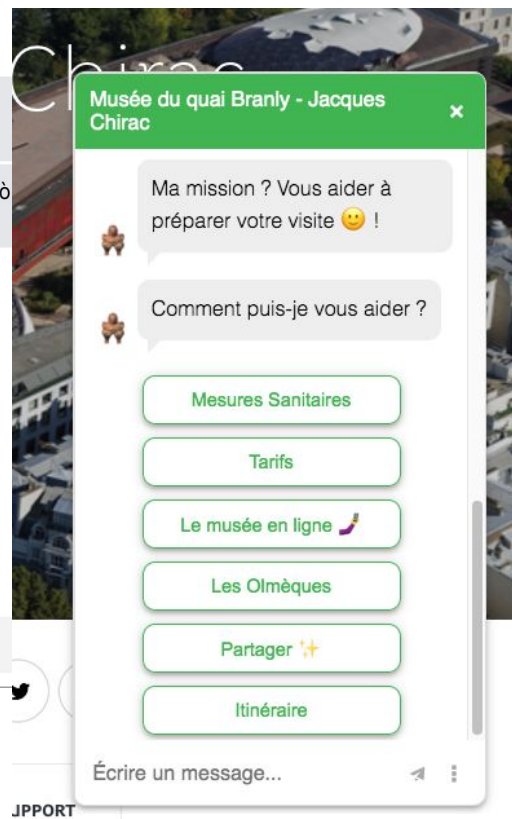 Chirac
Musée du quai Branly - Jacques
Chirac
×
Ma mission ? Vous aider à
préparer votre visite 🙂 !
Comment puis-je vous aider ?
Mesures Sanitaires
Tarifs
Le musée en ligne 🤳
Les Olmèques
Partager ✨
Itinéraire
Écrire un message...
ò